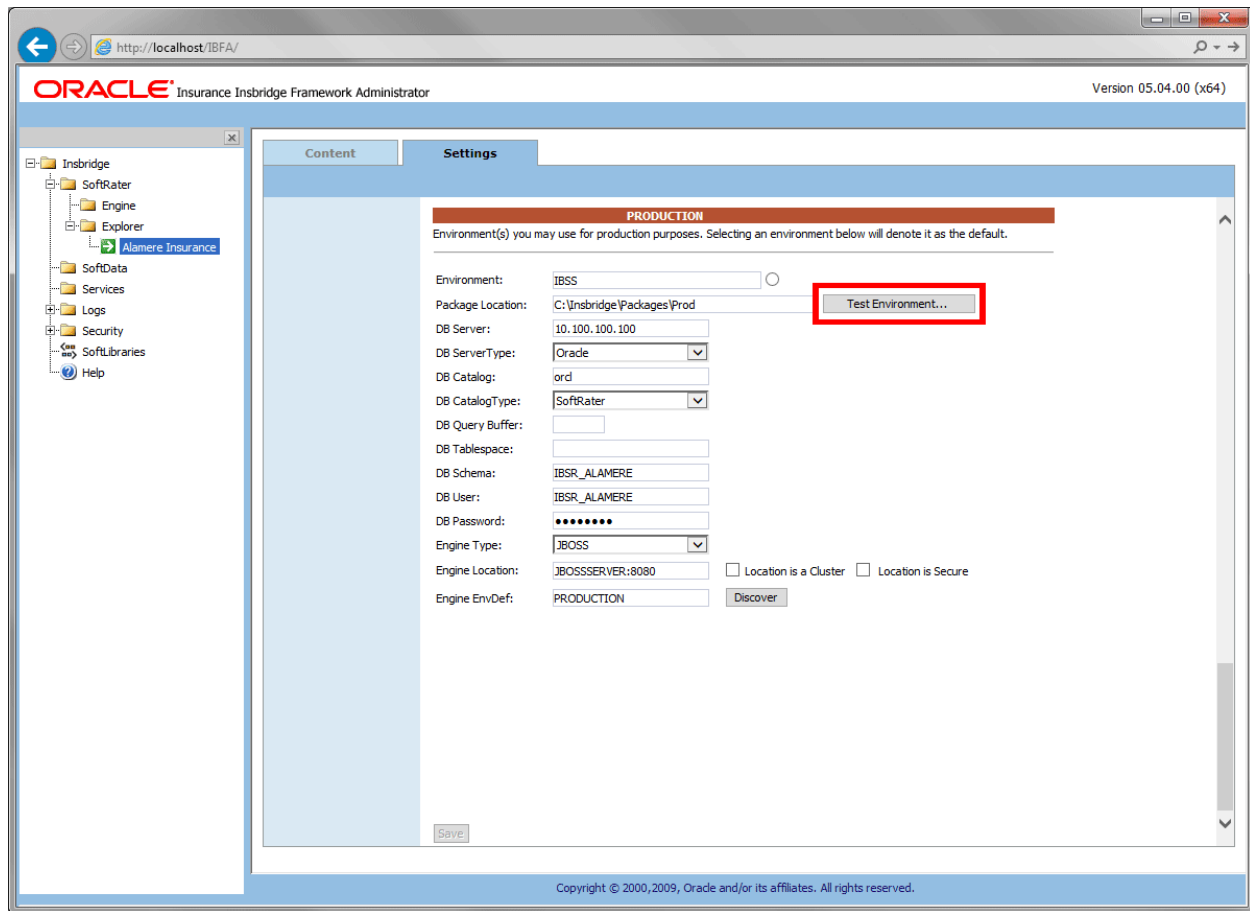 http://localhost/IBFA/
ORACLE Insurance Insbridge Framework Administrator
Version 05.04.00 (x64)
Insbridge
SoftRater
Engine
Explorer
Alamere Insurance
SoftData
Services
Logs
Security
SoftLibraries
Help
Content
Settings
PRODUCTION
Environment(s) you may use for production purposes. Selecting an environment below will denote it as the default.
Environment: IBSS
Package Location: C:\Insbridge\Packages\Prod Test Environment...
DB Server: 10.100.100.100
DB ServerType: Oracle
DB Catalog: orcl
DB CatalogType: SoftRater
DB Query Buffer:
DB Tablespace:
DB Schema: IBSR_ALAMERE
DB User: IBSR_ALAMERE
DB Password: ••••••••
Engine Type: JBOSS
Engine Location: JBOSSSERVER:8080 Location is a Cluster Location is Secure
Engine EnvDef: PRODUCTION Discover
Save
Copyright © 2000,2009, Oracle and/or its affiliates. All rights reserved.